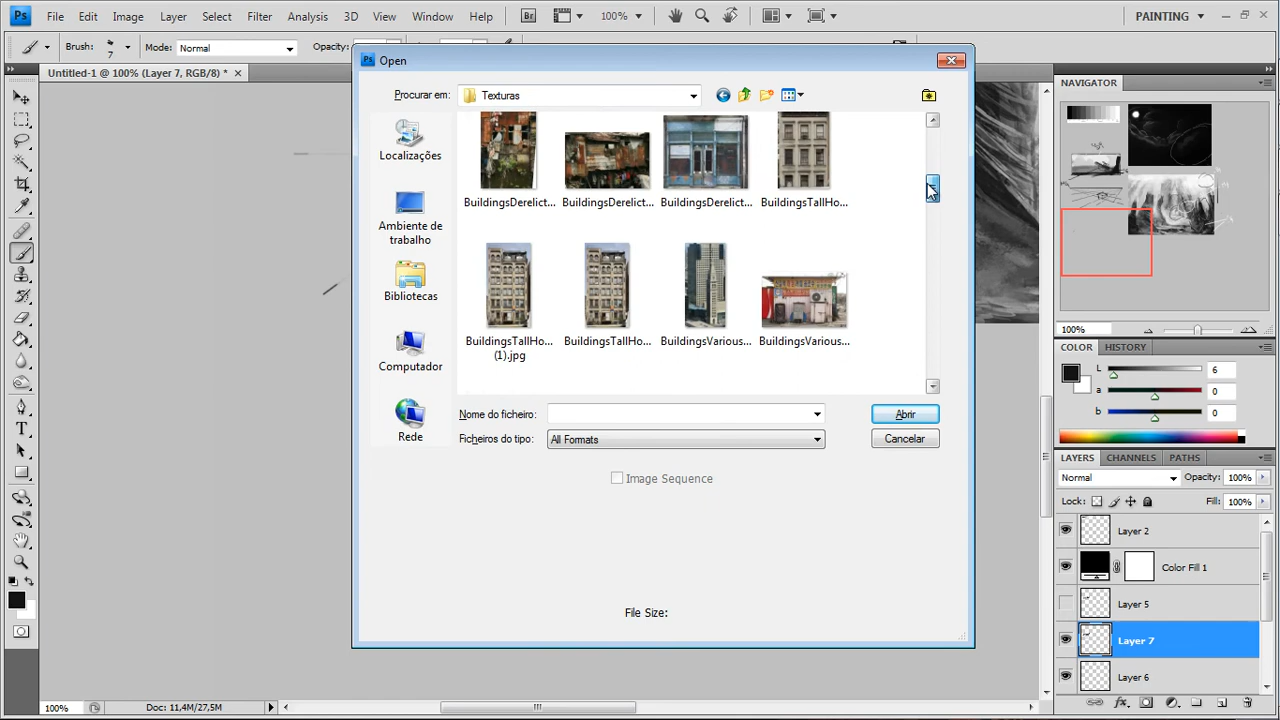 Ps File Edit Image Layer Select Filter Analysis 3D View Window Help Br 100% PAINTING
Brush: 7 Mode: Normal Opacity:
Untitled-1 @ 100% (Layer 7, RGB/8) *
Open
Procurar em: Texturas
Localizações
Ambiente de trabalho
Bibliotecas
Computador
Rede
BuildingsDerelict... BuildingsDerelict... BuildingsDerelict... BuildingsTallHo...
BuildingsTallHo... BuildingsTallHo... BuildingsVarious... BuildingsVarious...
(1).jpg
Nome do ficheiro: Abrir
Ficheiros do tipo: All Formats Cancelar
Image Sequence
File Size:
NAVIGATOR
100%
COLOR HISTORY
L 6
a 0
b 0
LAYERS CHANNELS PATHS
Normal Opacity: 100%
Lock: Fill: 100%
Layer 2
Color Fill 1
Layer 5
Layer 7
Layer 6
100% Doc: 11,4M/27,5M